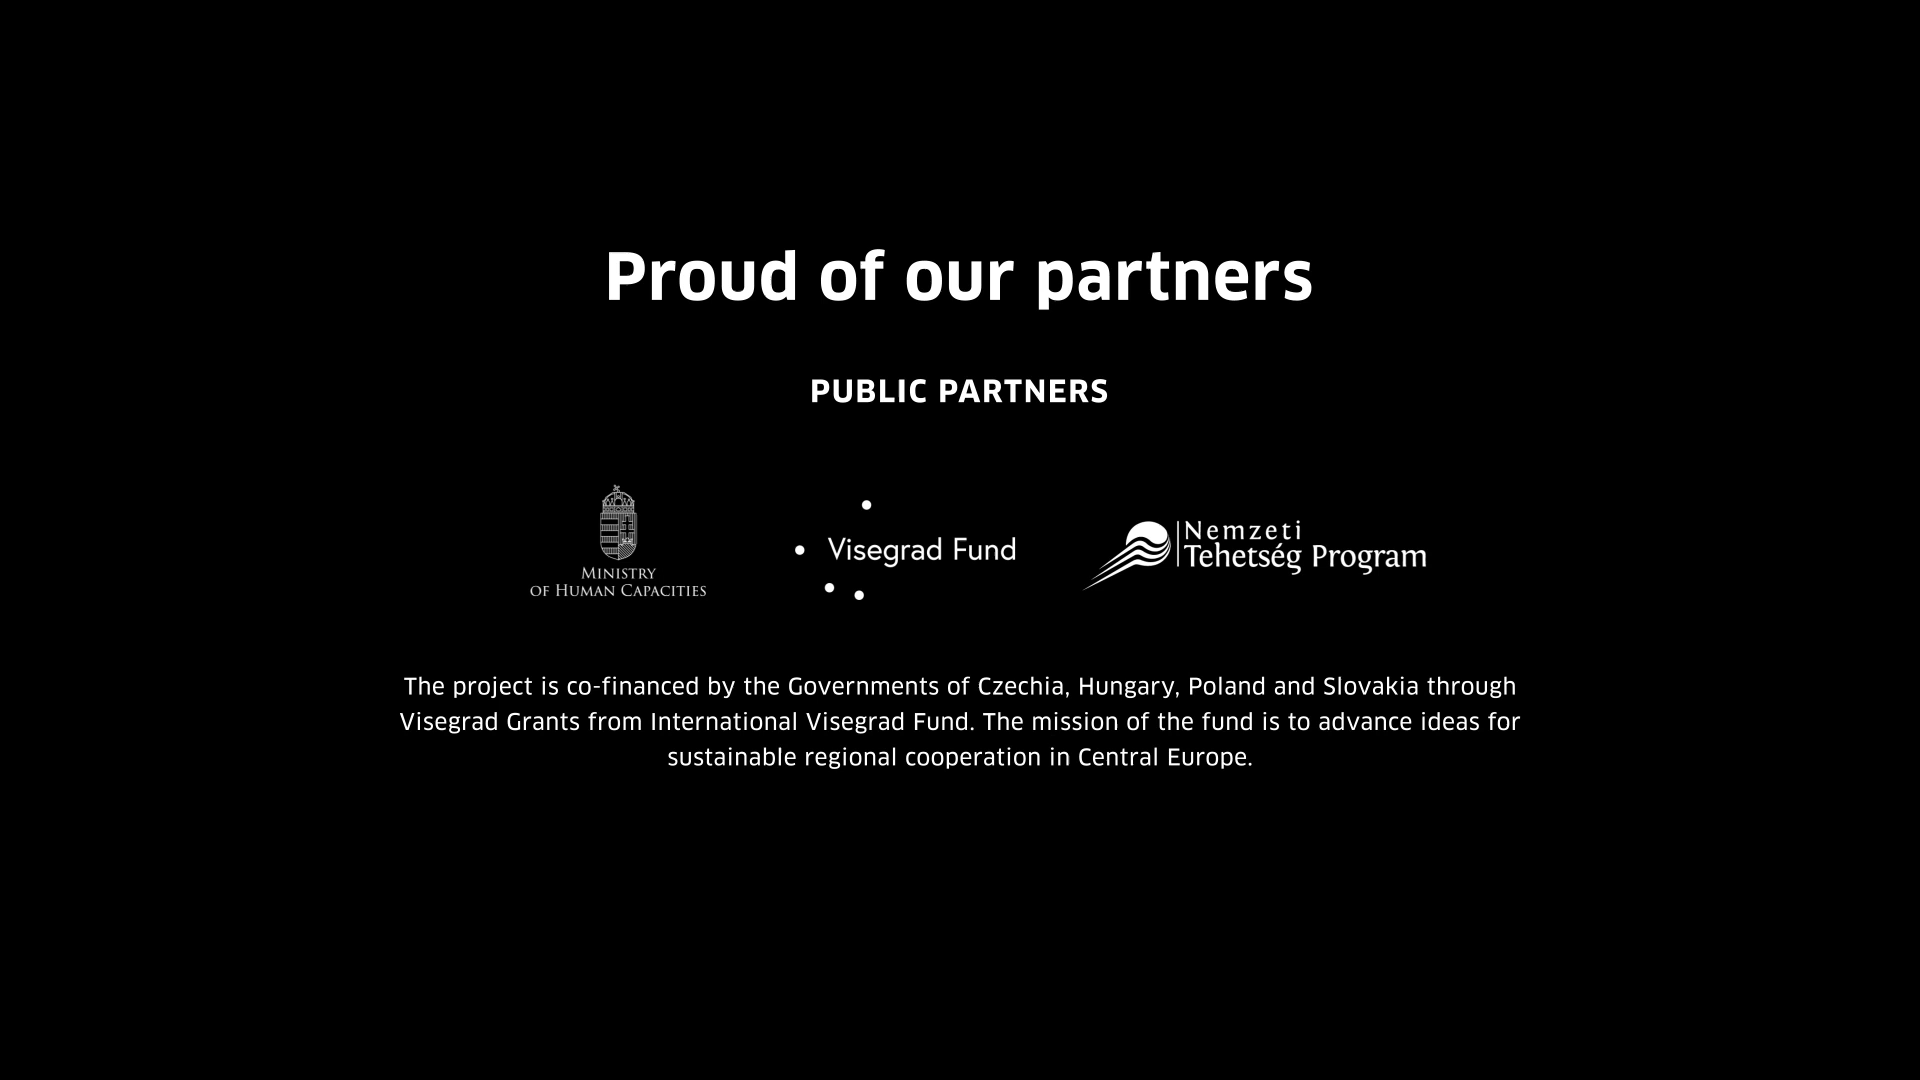 Proud of our partners
PUBLIC PARTNERS
MINISTRY
OF HUMAN CAPACITIES
Visegrad Fund
Nemzeti
Tehetség Program
The project is co-financed by the Governments of Czechia, Hungary, Poland and Slovakia through
Visegrad Grants from International Visegrad Fund. The mission of the fund is to advance ideas for
sustainable regional cooperation in Central Europe.